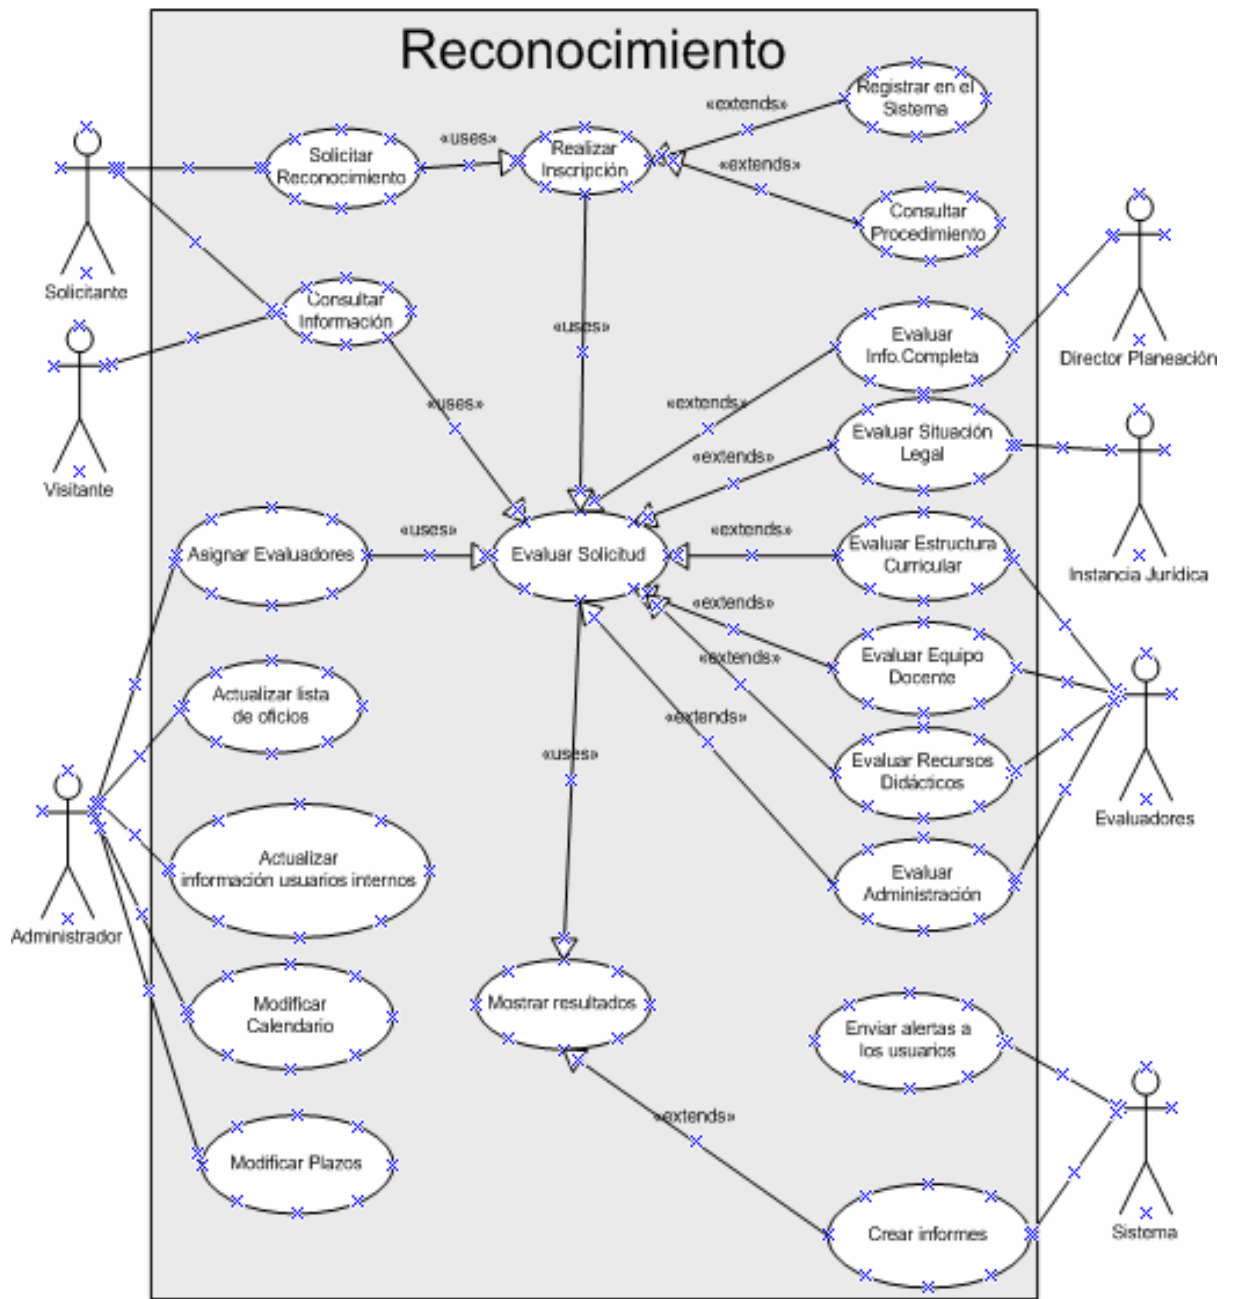 Reconocimiento
«extends»
Registrar en el
Sistema
«uses»
Solicitar
Reconocimiento
Realizar
Inscripción
«extends»
Consultar
Procedimiento
Solicitante
Consultar
Información
«uses»
Evaluar
Info.Completa
Director Planeación
Visitante
«uses»
«extends»
Evaluar Situación
Legal
«extends»
Instancia Jurídica
Asignar Evaluadores
«uses»
Evaluar Solicitud
«extends»
Evaluar Estructura
Curricular
«extends»
Evaluar Equipo
Docente
«extends»
Actualizar lista
de oficios
«extends»
«uses»
Evaluar Recursos
Didácticos
Evaluadores
Actualizar
información usuarios internos
Evaluar
Administración
Administrador
Modificar
Calendario
Mostrar resultados
Enviar alertas a
los usuarios
«extends»
Modificar Plazos
Crear informes
Sistema